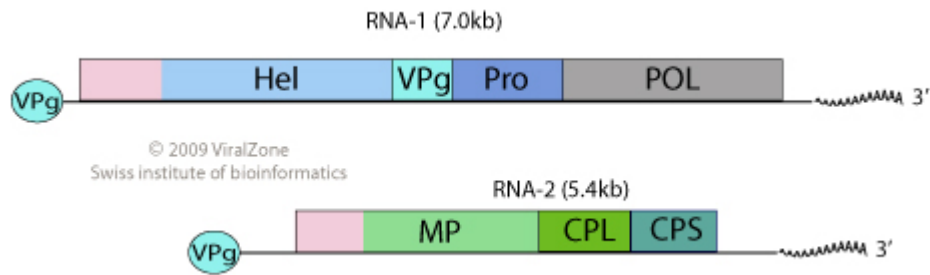 RNA-1 (7.0kb)
Hel VPg Pro POL
VPg 3′
© 2009 ViralZone
Swiss institute of bioinformatics
RNA-2 (5.4kb)
MP CPL CPS
VPg 3′